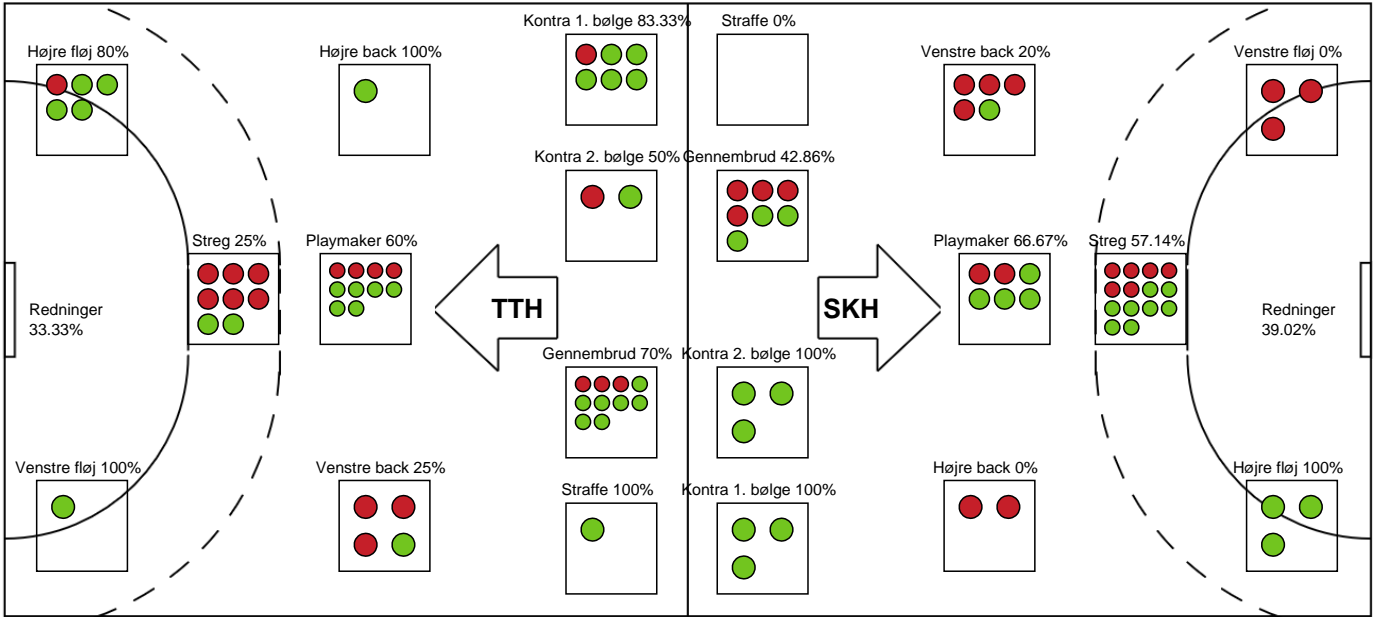 Kontra 1. bølge 83.33%
Straffe 0%
Højre fløj 80%
Højre back 100%
Venstre back 20%
Venstre fløj 0%
Kontra 2. bølge 50%
Gennembrud 42.86%
Streg 25%
Playmaker 60%
Playmaker 66.67%
Streg 57.14%
Redninger
33.33%
TTH
SKH
Redninger
39.02%
Gennembrud 70%
Kontra 2. bølge 100%
Venstre fløj 100%
Venstre back 25%
Straffe 100%
Kontra 1. bølge 100%
Højre back 0%
Højre fløj 100%